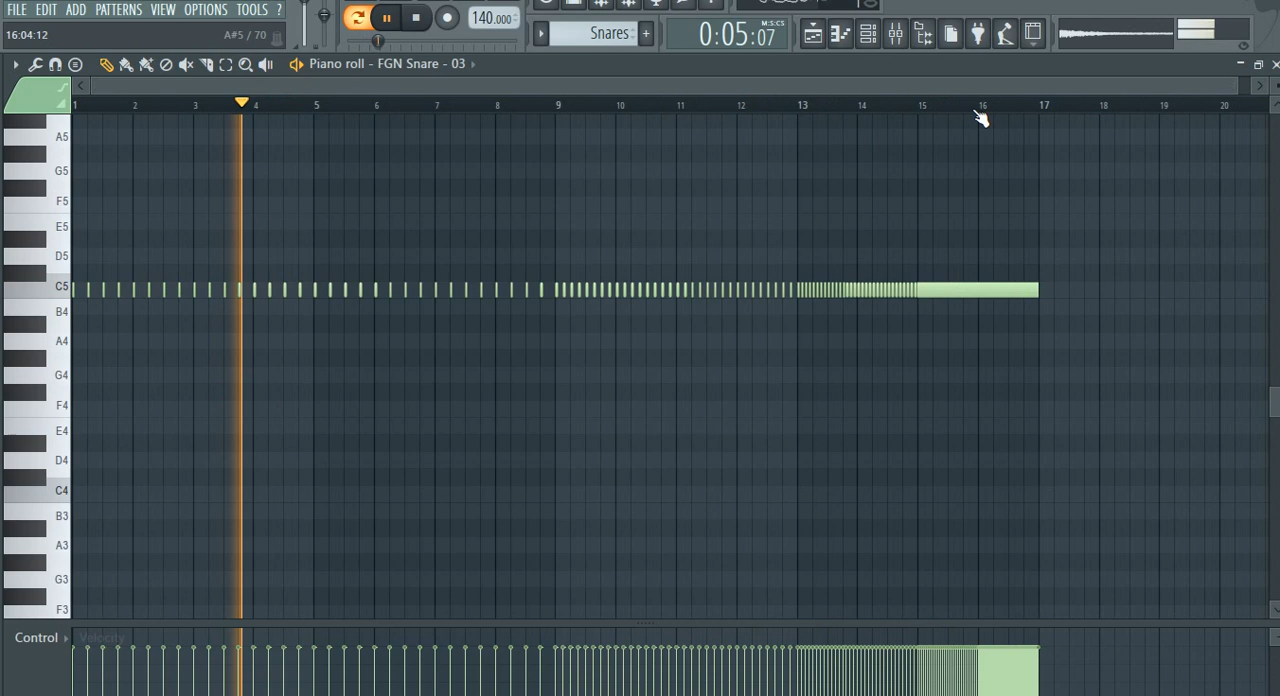 FILE EDIT ADD PATTERNS VIEW OPTIONS TOOLS ?
140.000
16:04:12 A#5 / 70
Snares
0:05:07 M:S:CS
Piano roll - FGN Snare - 03
1 2 3 4 5 6 7 8 9 10 11 12 13 14 15 16 17 18 19 20
A5
G5
F5
E5
D5
C5
B4
A4
G4
F4
E4
D4
C4
B3
A3
G3
F3
Control Velocity